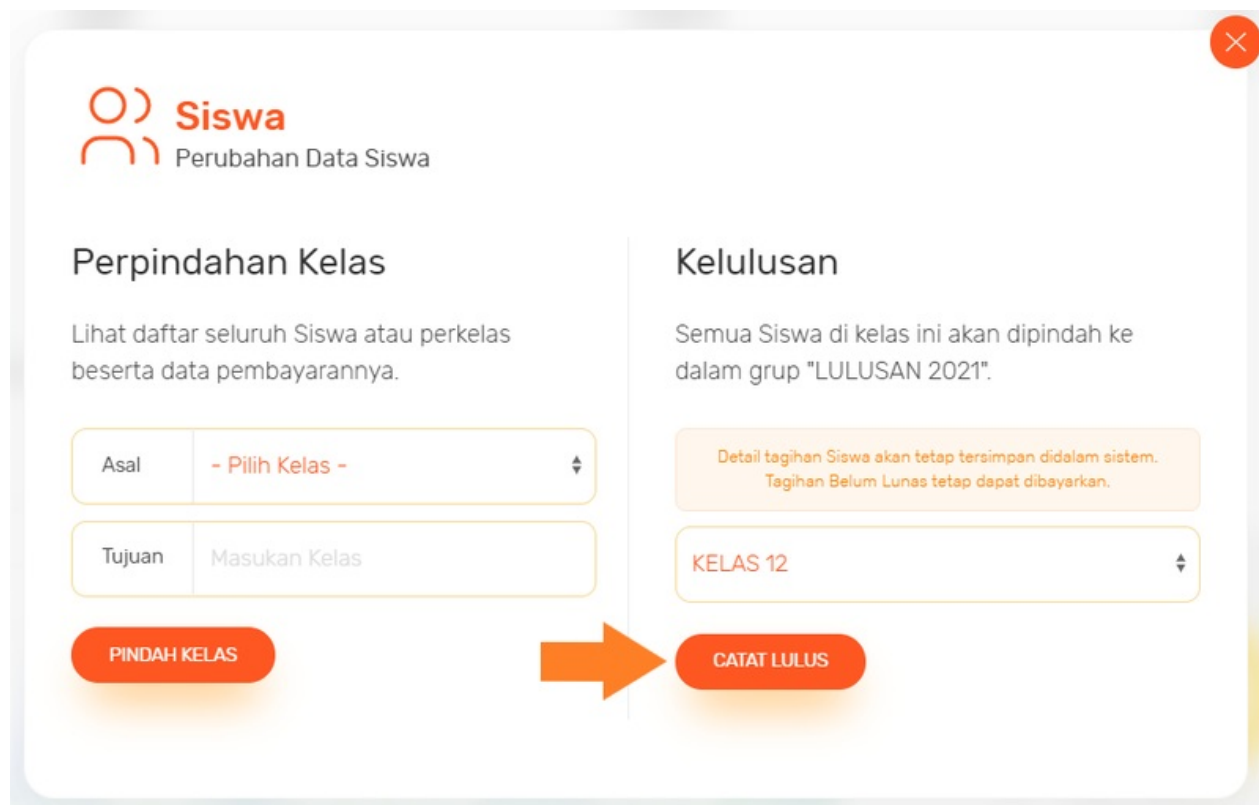 Siswa
Perubahan Data Siswa
Perpindahan Kelas
Lihat daftar seluruh Siswa atau perkelas
beserta data pembayarannya.
Asal
- Pilih Kelas -
Tujuan
Masukan Kelas
PINDAH KELAS
Kelulusan
Semua Siswa di kelas ini akan dipindah ke
dalam grup "LULUSAN 2021".
Detail tagihan Siswa akan tetap tersimpan didalam sistem.
Tagihan Belum Lunas tetap dapat dibayarkan.
KELAS 12
CATAT LULUS